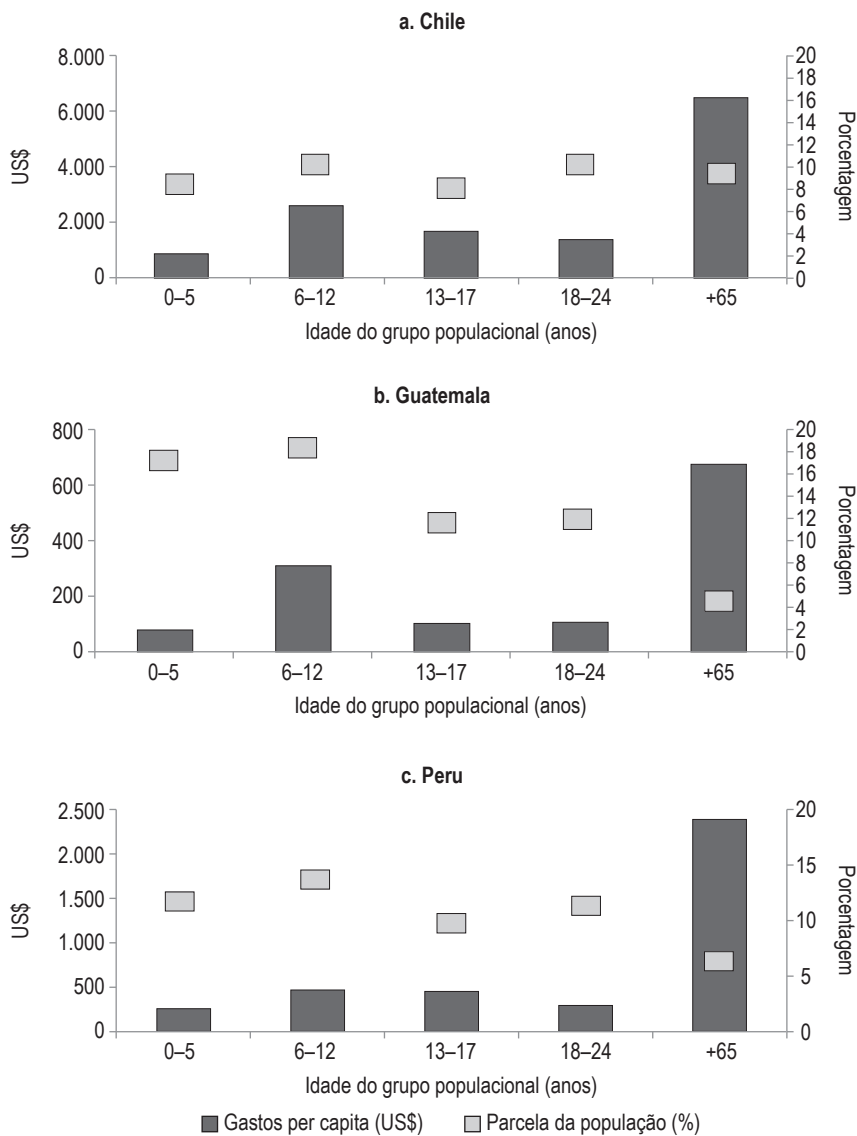 a. Chile
8.000
6.000
4.000
2.000
0
US$
20
18
16
14
12
10
8
6
4
2
0
Porcentagem
0–5 6–12 13–17 18–24 +65
Idade do grupo populacional (anos)
b. Guatemala
800
600
400
200
0
US$
20
18
16
14
12
10
8
6
4
2
0
Porcentagem
0–5 6–12 13–17 18–24 +65
Idade do grupo populacional (anos)
c. Peru
2.500
2.000
1.500
1.000
500
0
US$
20
15
10
5
0
Porcentagem
0–5 6–12 13–17 18–24 +65
Idade do grupo populacional (anos)
Gastos per capita (US$) Parcela da população (%)